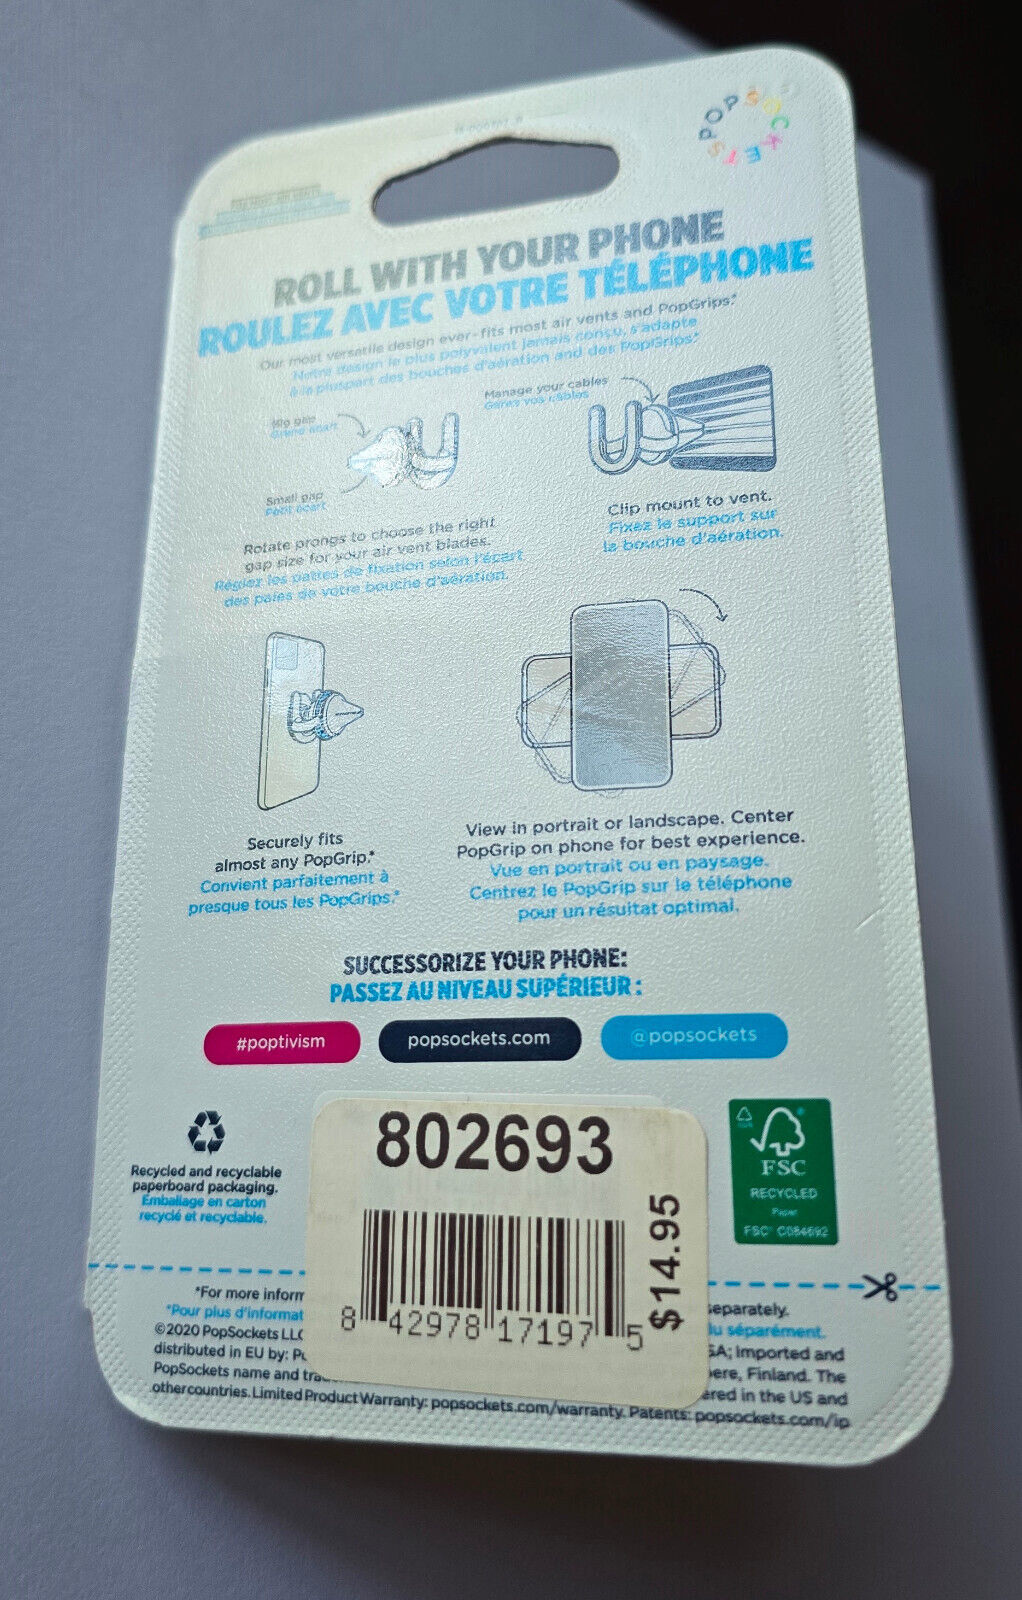 POPSOCKETS
ROLL WITH YOUR PHONE
ROULEZ AVEC VOTRE TÉLÉPHONE
Our most versatile design ever-fits most air vents and PopGrips.*
Notre design le plus polyvalent jamais conçu, s'adapte
à la plupart des bouches d'aération and des PopGrips.*
Big gap
Grand écart
Small gap
Petit écart
Manage your cables
Gérez vos câbles
Rotate prongs to choose the right
gap size for your air vent blades.
Réglez les pattes de fixation selon l'écart
des pales de votre bouche d'aération.
Clip mount to vent.
Fixez le support sur
la bouche d'aération.
Securely fits
almost any PopGrip.*
Convient parfaitement à
presque tous les PopGrips.*
View in portrait or landscape. Center
PopGrip on phone for best experience.
Vue en portrait ou en paysage.
Centrez le PopGrip sur le téléphone
pour un résultat optimal.
SUCCESSORIZE YOUR PHONE:
PASSEZ AU NIVEAU SUPÉRIEUR :
#poptivism
popsockets.com
@popsockets
Recycled and recyclable
paperboard packaging.
Emballage en carton
recyclé et recyclable.
802693
8 42978 17197 5
$14.95
FSC
RECYCLED
Paper
FSC® C084692
*For more inform eparately.
*Pour plus d'informat u séparément.
©2020 PopSockets LLC SA; Imported and
distributed in EU by: P ere, Finland. The
PopSockets name and tra ered in the US and
other countries. Limited Product Warranty: popsockets.com/warranty. Patents: popsockets.com/ip